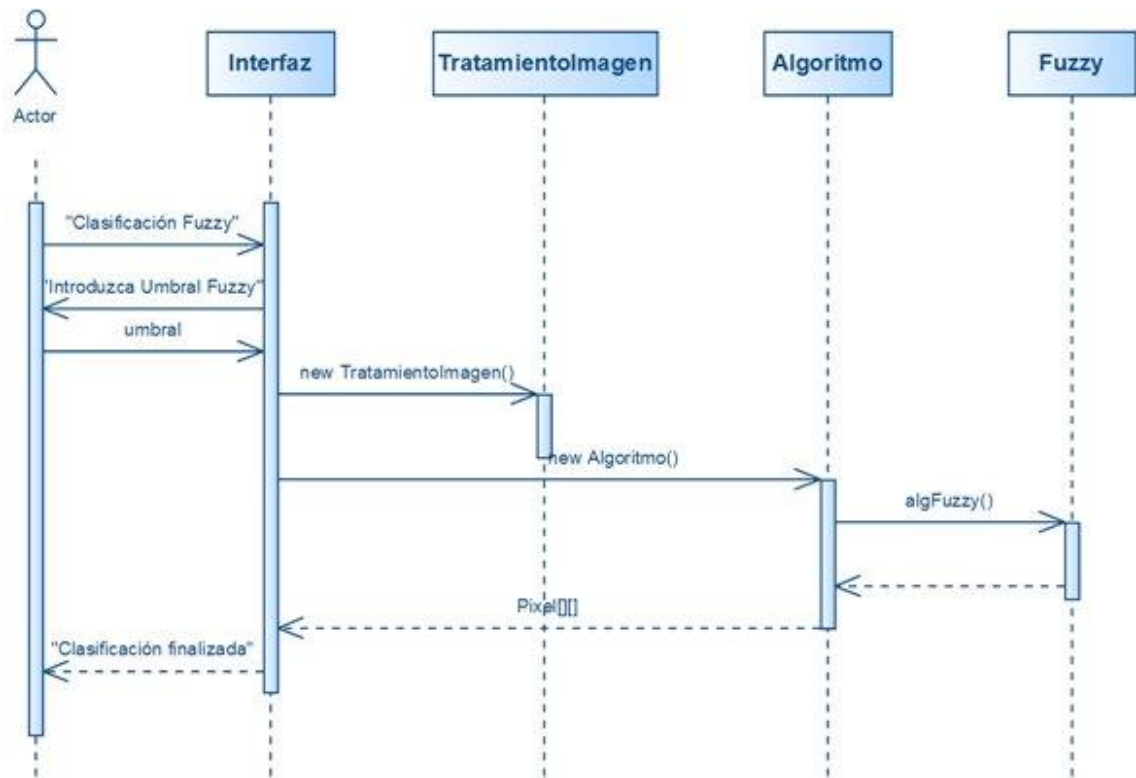 Interfaz
TratamientoImagen
Algoritmo
Fuzzy
Actor
"Clasificación Fuzzy"
"Introduzca Umbral Fuzzy"
umbral
new TratamientoImagen()
new Algoritmo()
algFuzzy()
Pixel[][]
"Clasificación finalizada"